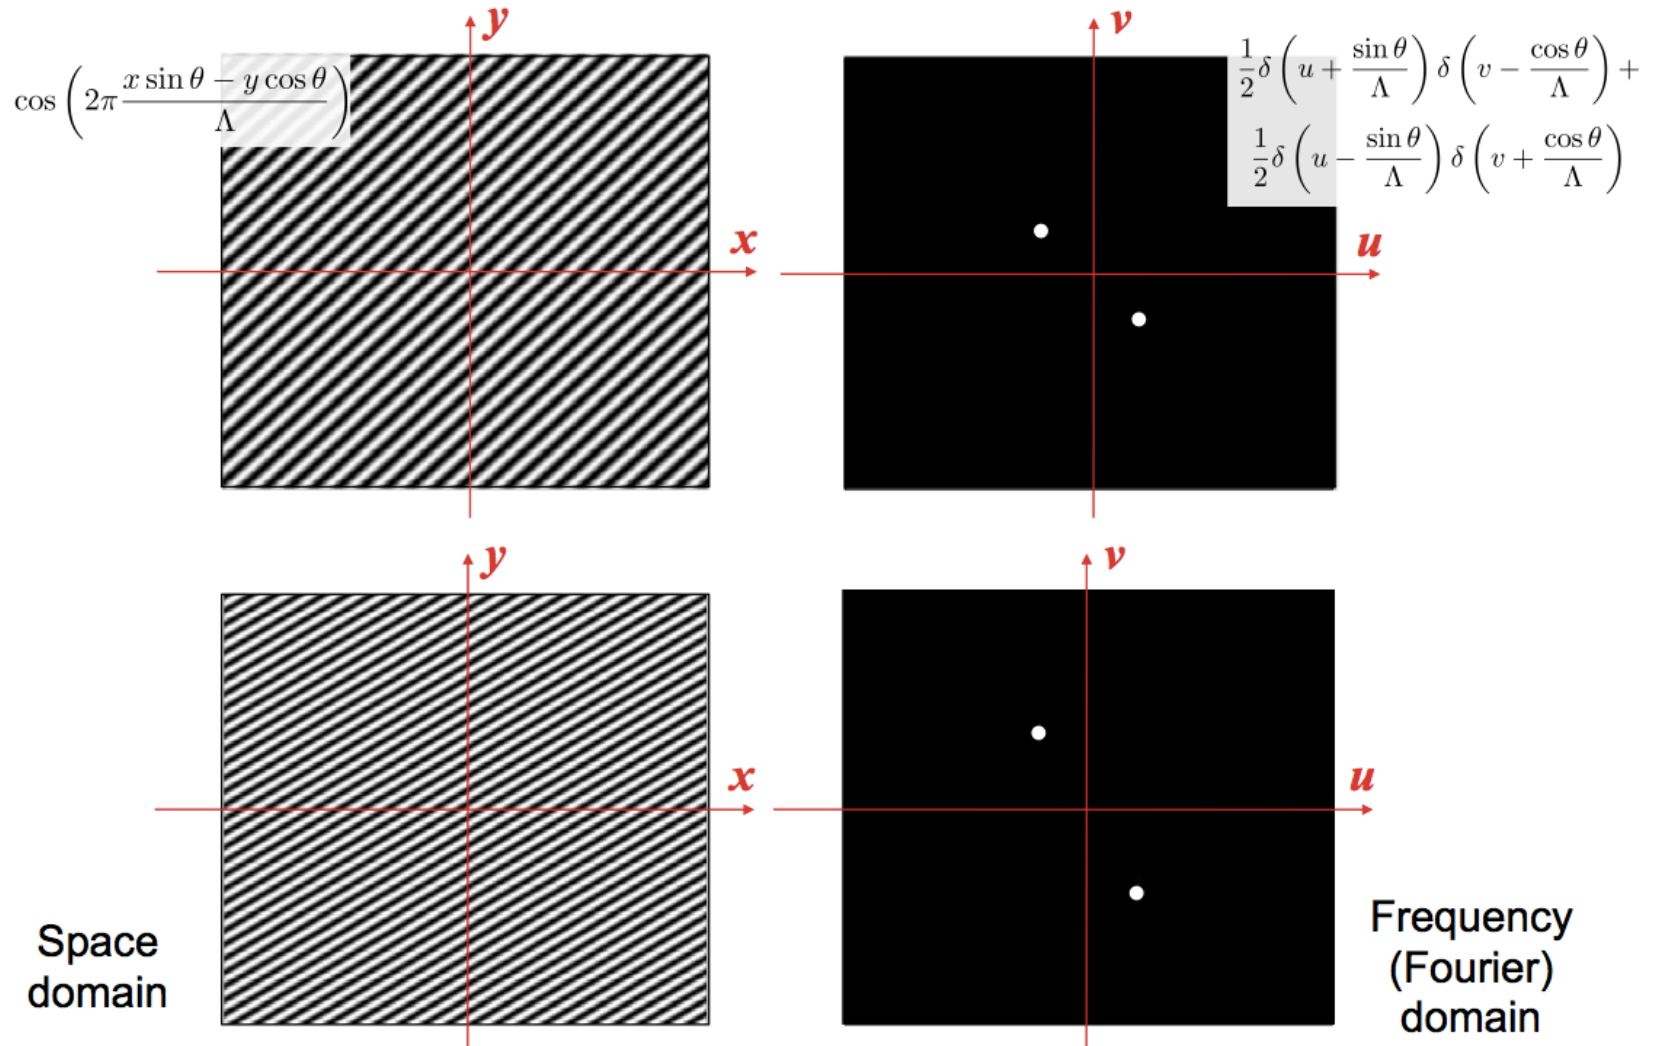 y
v
cos(2π (x sin θ − y cos θ)/Λ)
1/2 δ(u + sin θ/Λ) δ(v − cos θ/Λ) +
1/2 δ(u − sin θ/Λ) δ(v + cos θ/Λ)
x
u
y
v
x
u
Space
domain
Frequency
(Fourier)
domain